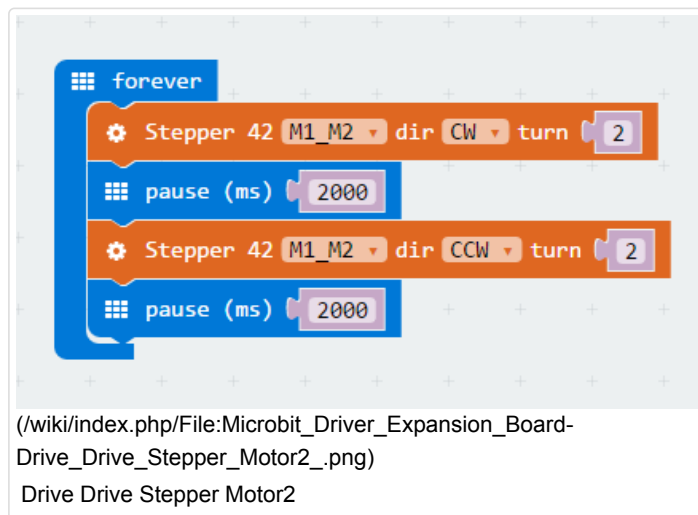 forever
Stepper 42 M1_M2 dir CW turn 2
pause (ms) 2000
Stepper 42 M1_M2 dir CCW turn 2
pause (ms) 2000
(/wiki/index.php/File:Microbit_Driver_Expansion_Board-
Drive_Drive_Stepper_Motor2_.png)
Drive Drive Stepper Motor2